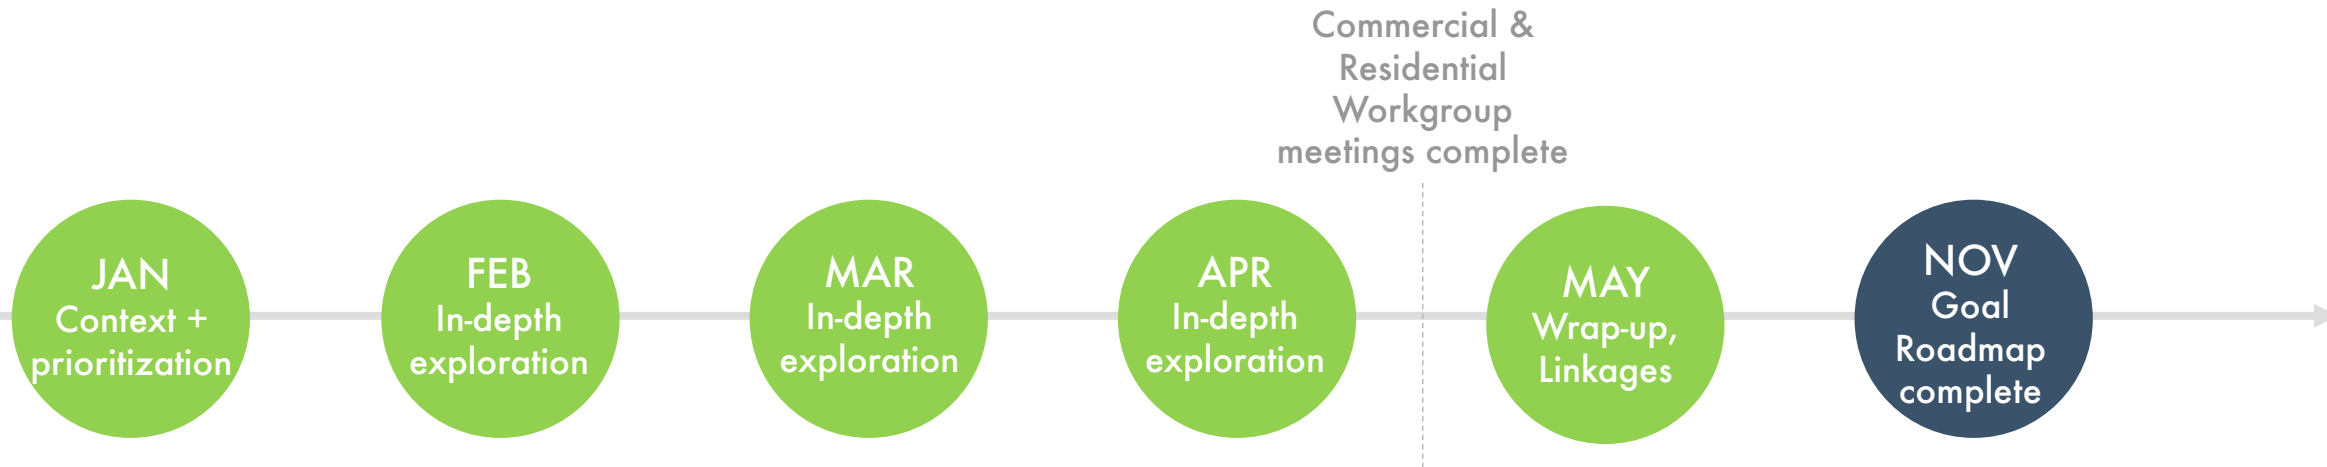 Commercial &
Residential
Workgroup
meetings complete
JAN
Context +
prioritization
FEB
In-depth
exploration
MAR
In-depth
exploration
APR
In-depth
exploration
MAY
Wrap-up,
Linkages
NOV
Goal
Roadmap
complete